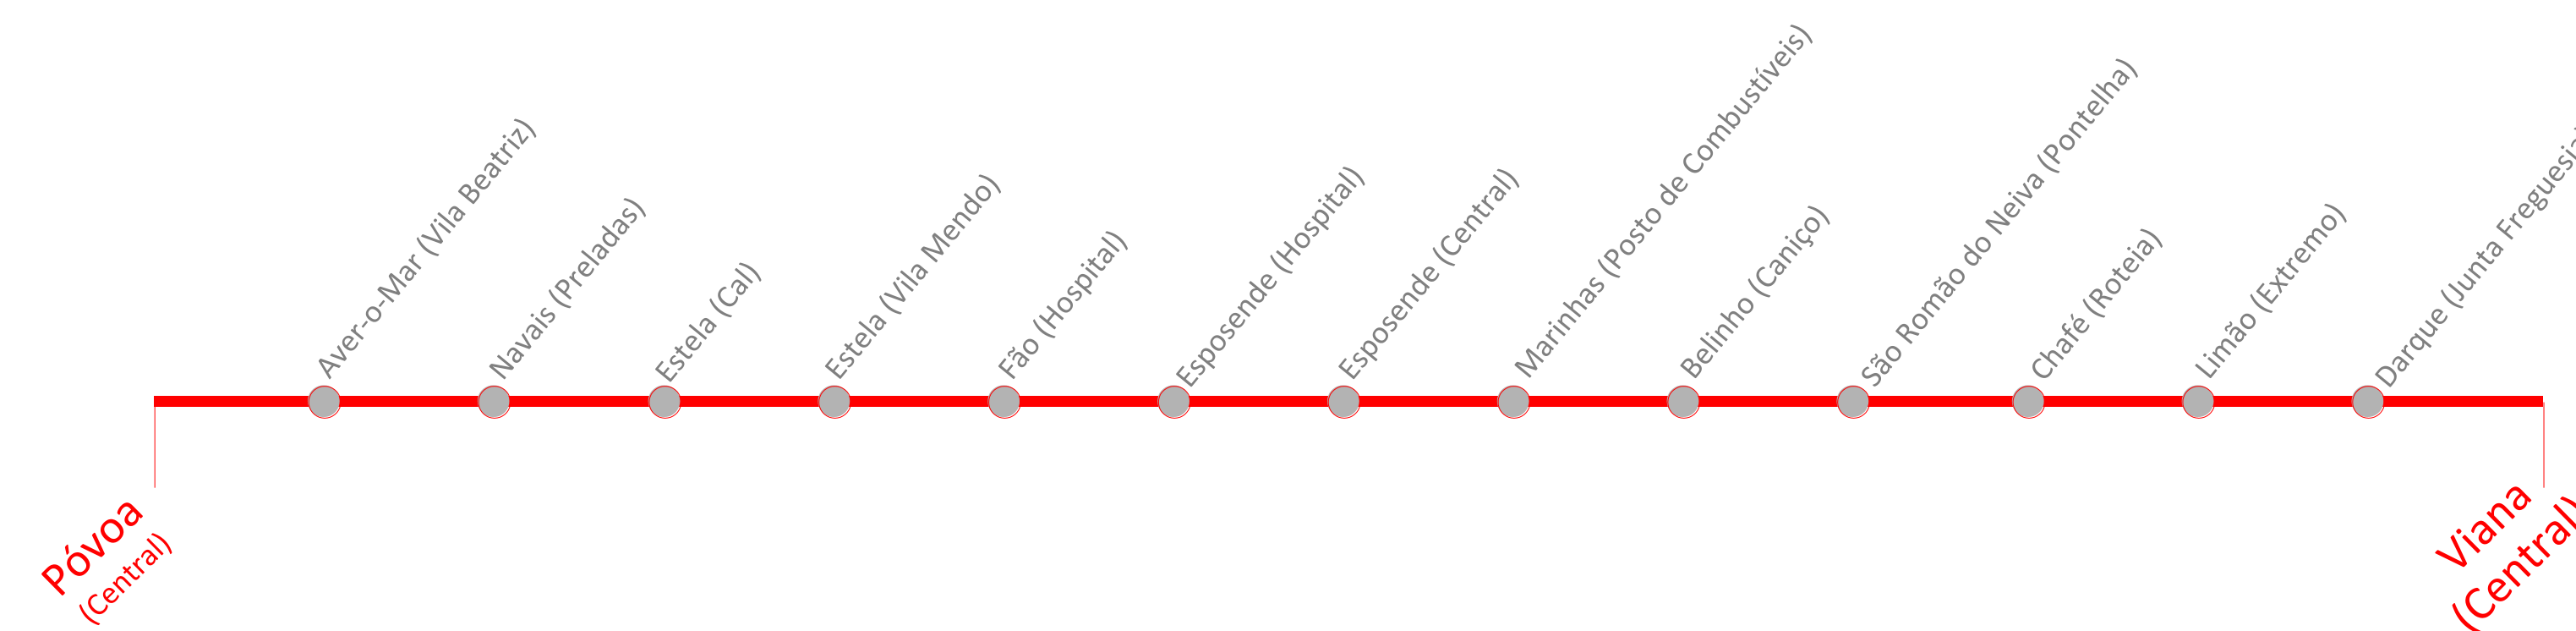 Aver-o-Mar (Vila Beatriz)
Navais (Preladas)
Estela (Cal)
Estela (Vila Mendo)
Fão (Hospital)
Esposende (Hospital)
Esposende (Central)
Marinhas (Posto de Combustíveis)
Belinho (Caniço)
São Romão do Neiva (Pontelha)
Chafé (Roteia)
Limão (Extremo)
Darque (Junta Freguesia)
Póvoa
(Central)
Viana
(Central)